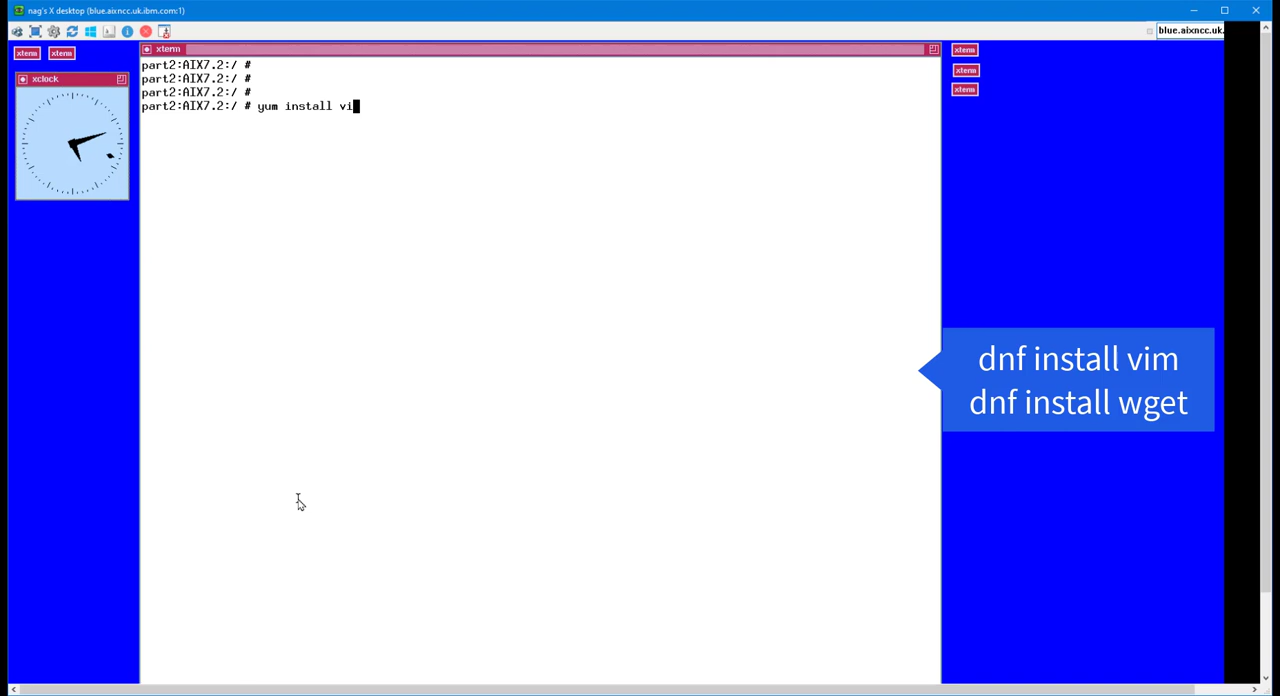 nag's X desktop (blue.aixncc.uk.ibm.com:1)
blue.aixncc.uk.
xterm
xterm
xterm
xterm
xterm
xterm
xclock
part2:AIX7.2:/ #
part2:AIX7.2:/ #
part2:AIX7.2:/ #
part2:AIX7.2:/ # yum install vi
dnf install vim
dnf install wget